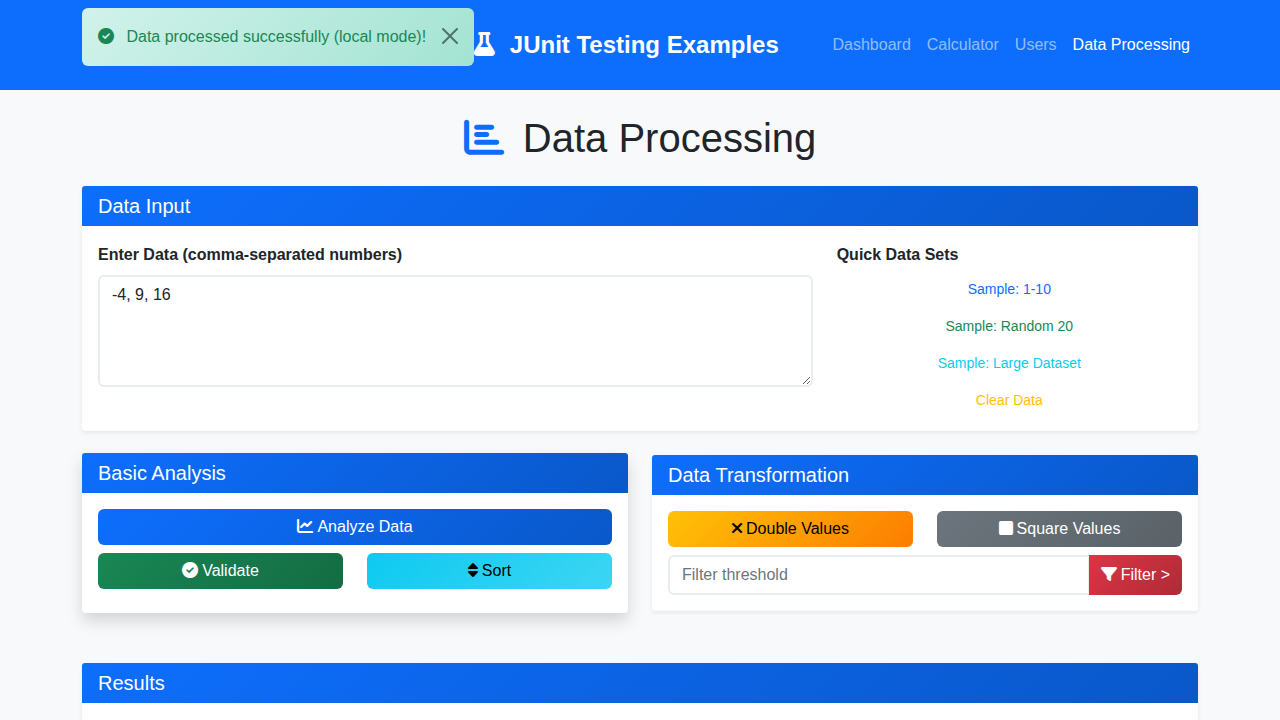 Data processed successfully (local mode)!
JUnit Testing Examples
Dashboard Calculator Users Data Processing
Data Processing
Data Input
Enter Data (comma-separated numbers)
-4, 9, 16
Quick Data Sets
Sample: 1-10
Sample: Random 20
Sample: Large Dataset
Clear Data
Basic Analysis
Analyze Data
Validate
Sort
Data Transformation
Double Values
Square Values
Filter threshold
Filter >
Results